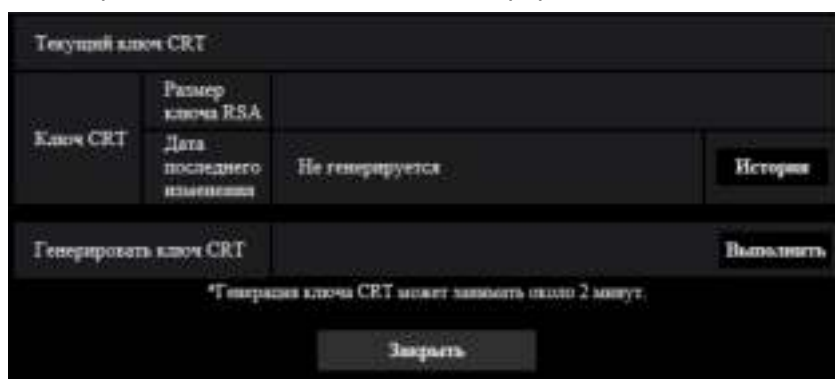 Текущий ключ CRT
Ключ CRT
Размер
ключа RSA
Дата
последнего
изменения
Не генерируется
История
Генерировать ключ CRT
Выполнить
*Генерация ключа CRT может занимать около 2 минут.
Закрыть